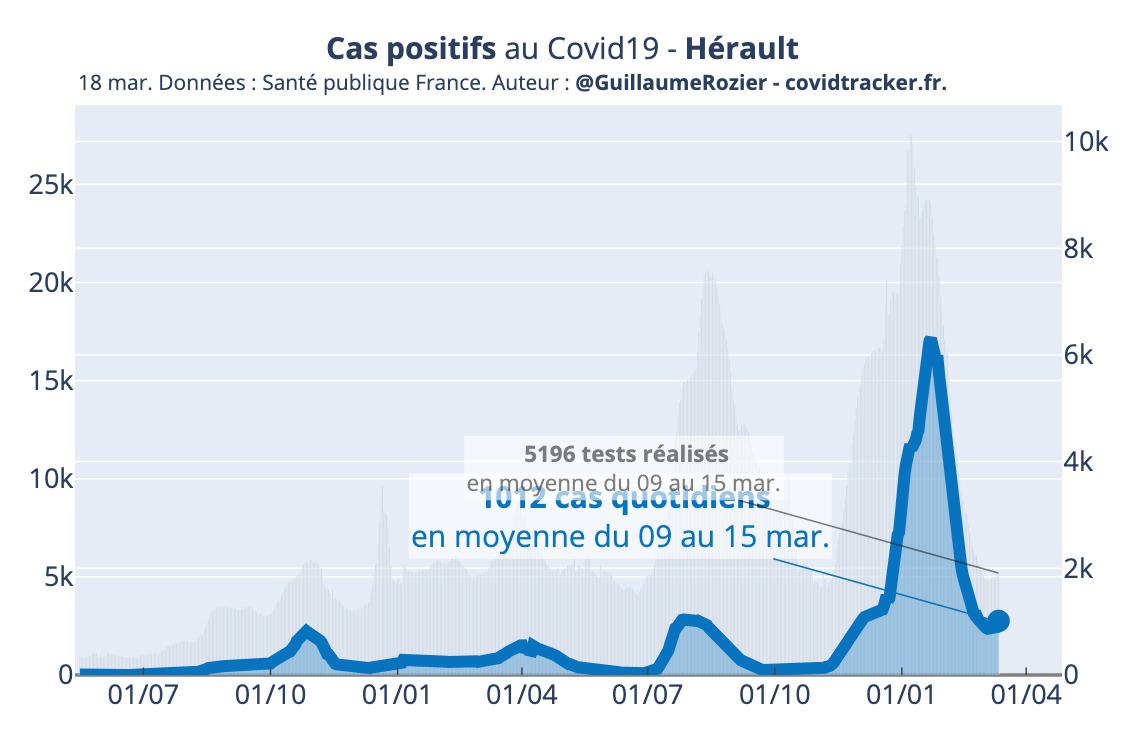 Cas positifs au Covid19 - Hérault
18 mar. Données : Santé publique France. Auteur : @GuillaumeRozier - covidtracker.fr.
10k
25k
8k
20k
6k
15k
5196 tests réalisés
4k
10k
en moyenne du 09 au 15 mar.
1012 cas quotidiens
en moyenne du 09 au 15 mar.
5k
2k
0
0
01/07 01/10 01/01 01/04 01/07 01/10 01/01 01/04